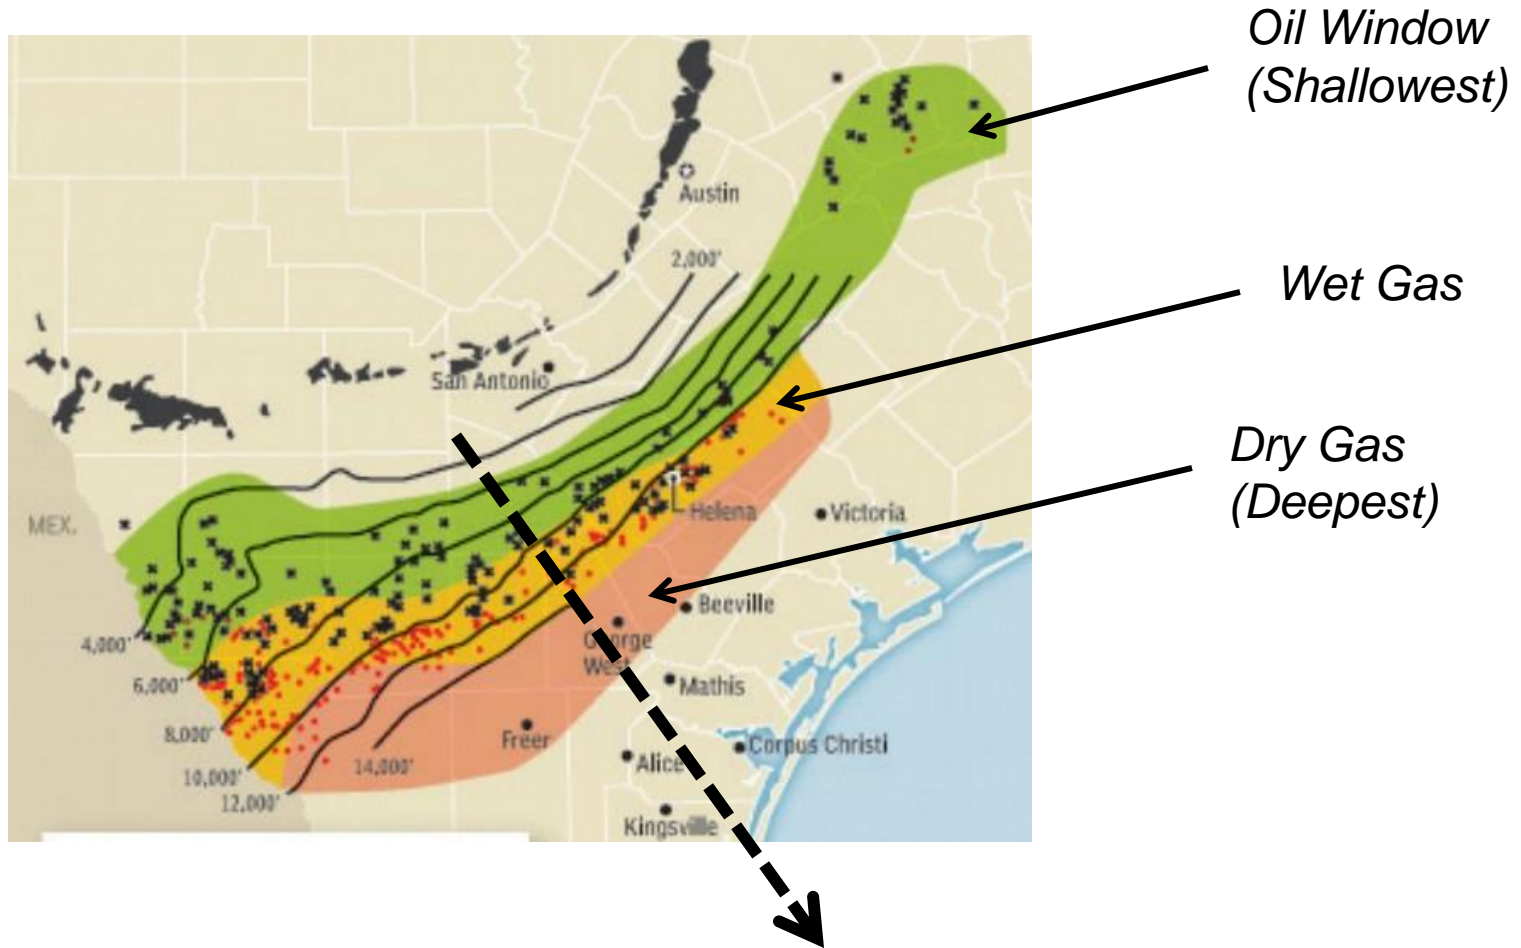 Oil Window
(Shallowest)
Austin
2,000'
Wet Gas
San Antonio
Dry Gas
(Deepest)
MEX.
Helena
Victoria
Beeville
4,000'
George
West
6,000'
Mathis
8,000'
Freer
Corpus Christi
14,000'
Alice
10,000'
12,000'
Kingsville